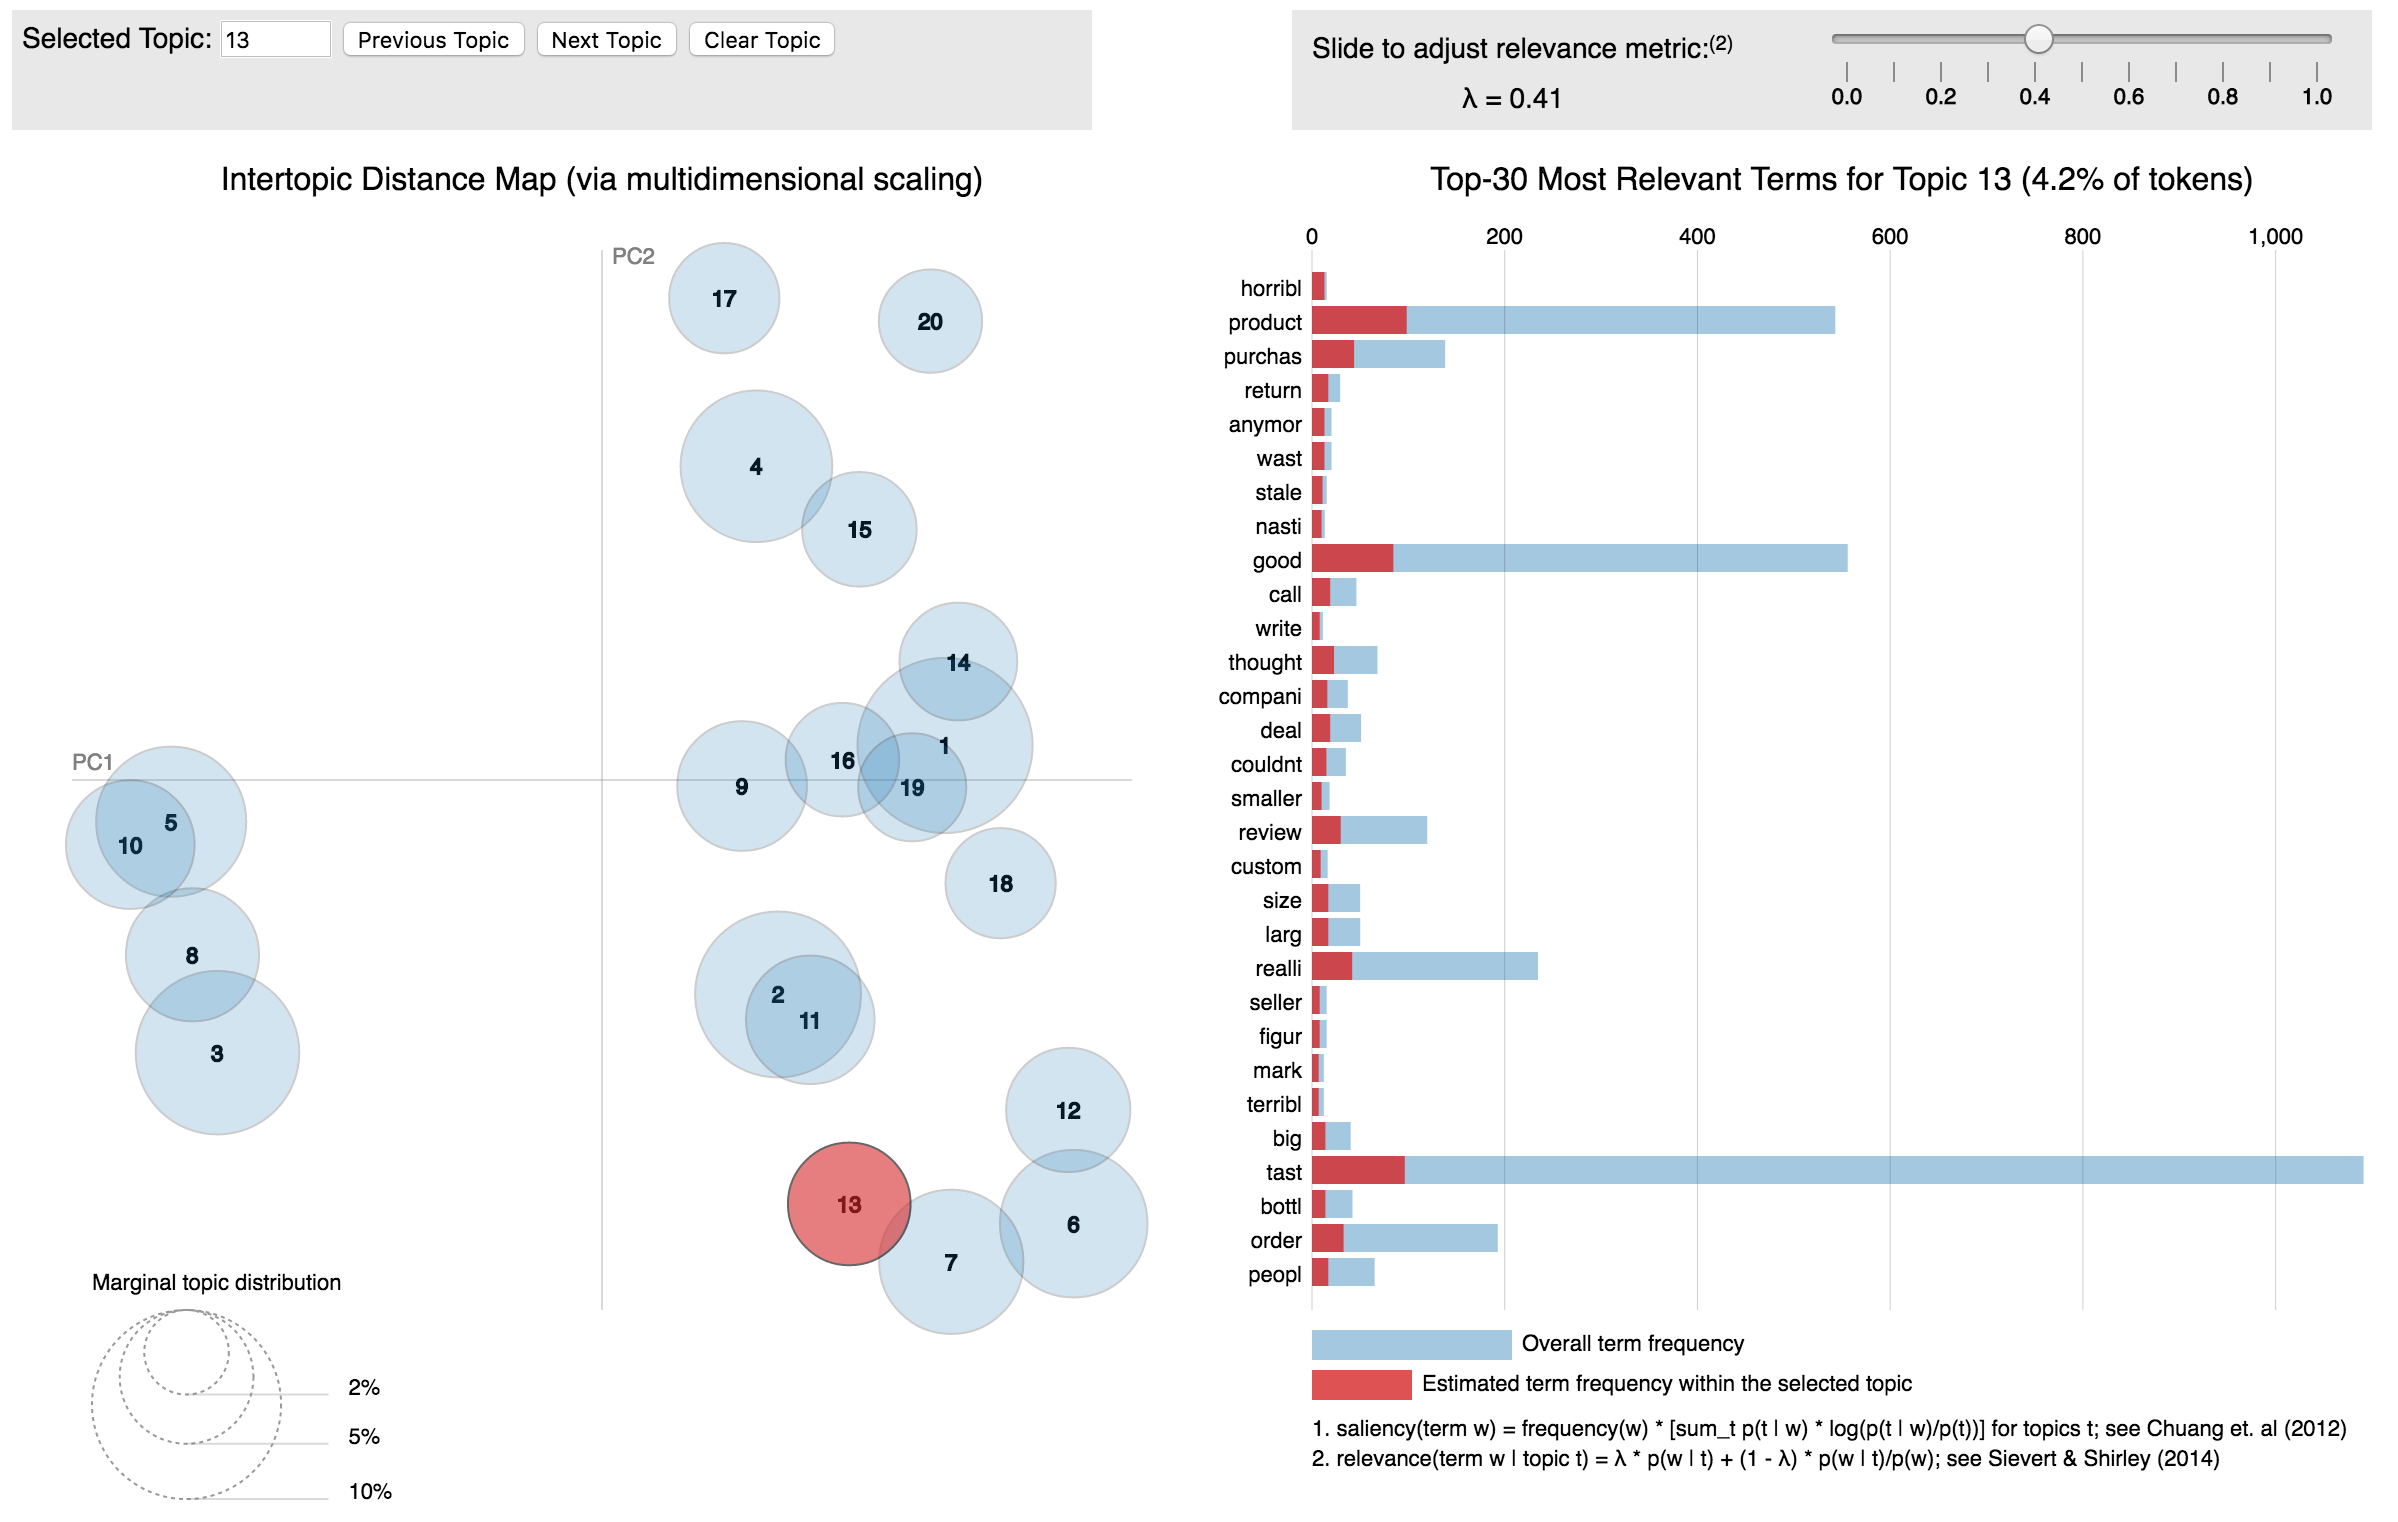 Selected Topic: 13 Previous Topic Next Topic Clear Topic
Slide to adjust relevance metric:(2)
λ = 0.41
0.0 0.2 0.4 0.6 0.8 1.0
Intertopic Distance Map (via multidimensional scaling)
PC2
PC1
17
20
4
15
14
1
16
19
9
5
10
18
8
2
11
3
12
13
6
7
Marginal topic distribution
2%
5%
10%
Top-30 Most Relevant Terms for Topic 13 (4.2% of tokens)
0 200 400 600 800 1,000
horribl
product
purchas
return
anymor
wast
stale
nasti
good
call
write
thought
compani
deal
couldnt
smaller
review
custom
size
larg
realli
seller
figur
mark
terribl
big
tast
bottl
order
peopl
Overall term frequency
Estimated term frequency within the selected topic
1. saliency(term w) = frequency(w) * [sum_t p(t | w) * log(p(t | w)/p(t))] for topics t; see Chuang et. al (2012)
2. relevance(term w | topic t) = λ * p(w | t) + (1 - λ) * p(w | t)/p(w); see Sievert & Shirley (2014)